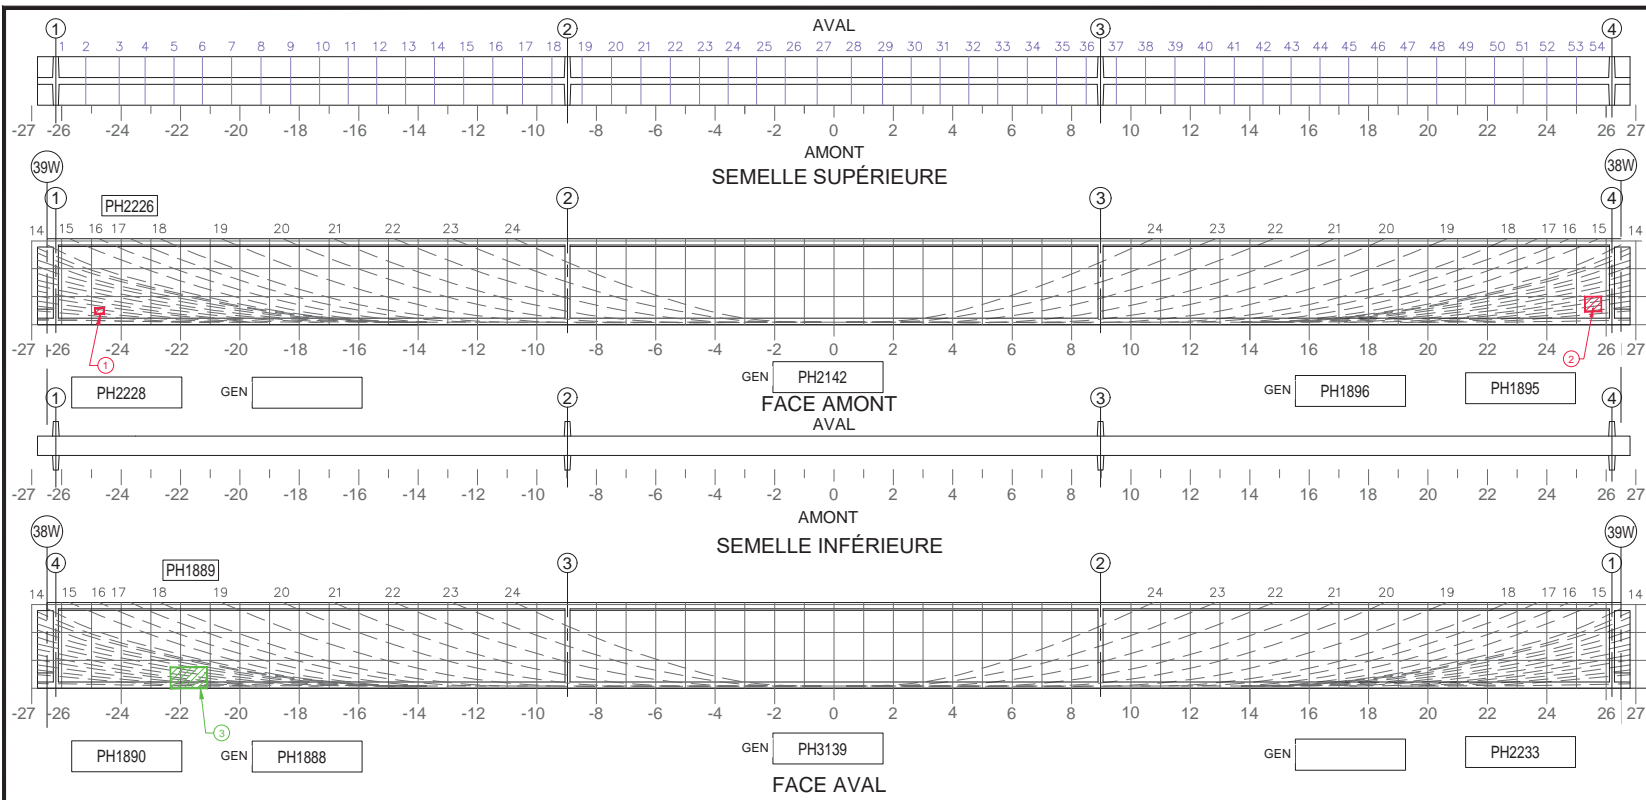 AVAL
1 2 3 4
1 2 3 4 5 6 7 8 9 10 11 12 13 14 15 16 17 18 19 20 21 22 23 24 25 26 27 28 29 30 31 32 33 34 35 36 37 38 39 40 41 42 43 44 45 46 47 48 49 50 51 52 53 54
-27 -26 -24 -22 -20 -18 -16 -14 -12 -10 -8 -6 -4 -2 0 2 4 6 8 10 12 14 16 18 20 22 24 26 27
AMONT
SEMELLE SUPÉRIEURE
39W 38W
1 2 3 4
PH2226
14 15 16 17 18 19 20 21 22 23 24 24 23 22 21 20 19 18 17 16 15 14
-27 -26 -24 -22 -20 -18 -16 -14 -12 -10 -8 -6 -4 -2 0 2 4 6 8 10 12 14 16 18 20 22 24 26 27
1 2
PH2228 GEN GEN PH2142 GEN PH1896 PH1895
FACE AMONT
1 2 3 4
AVAL
-27 -26 -24 -22 -20 -18 -16 -14 -12 -10 -8 -6 -4 -2 0 2 4 6 8 10 12 14 16 18 20 22 24 26 27
AMONT
SEMELLE INFÉRIEURE
38W 39W
4 3 2 1
PH1889
14 15 16 17 18 19 20 21 22 23 24 24 23 22 21 20 19 18 17 16 15 14
-27 -26 -24 -22 -20 -18 -16 -14 -12 -10 -8 -6 -4 -2 0 2 4 6 8 10 12 14 16 18 20 22 24 26 27
3
PH1890 GEN PH1888 GEN PH3139 GEN PH2233
FACE AVAL